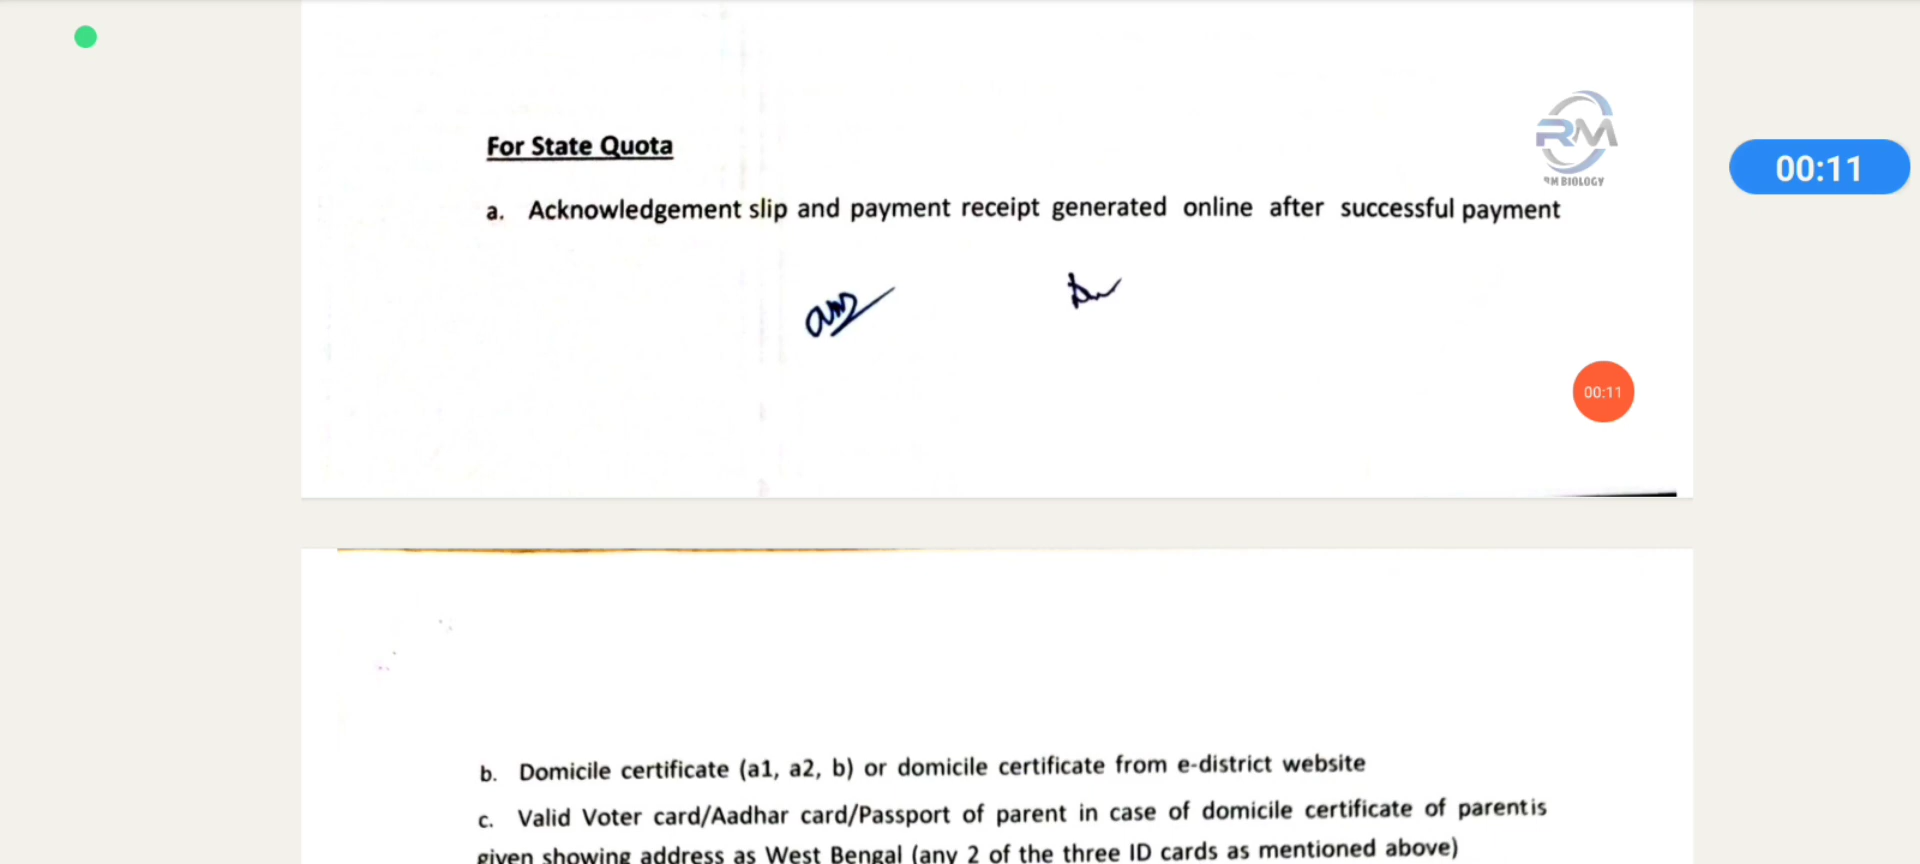 For State Quota
RM
RM BIOLOGY
00:11
a. Acknowledgement slip and payment receipt generated online after successful payment
00:11
b. Domicile certificate (a1, a2, b) or domicile certificate from e-district website
c. Valid Voter card/Aadhar card/Passport of parent in case of domicile certificate of parent is
given showing address as West Bengal (any 2 of the three ID cards as mentioned above)